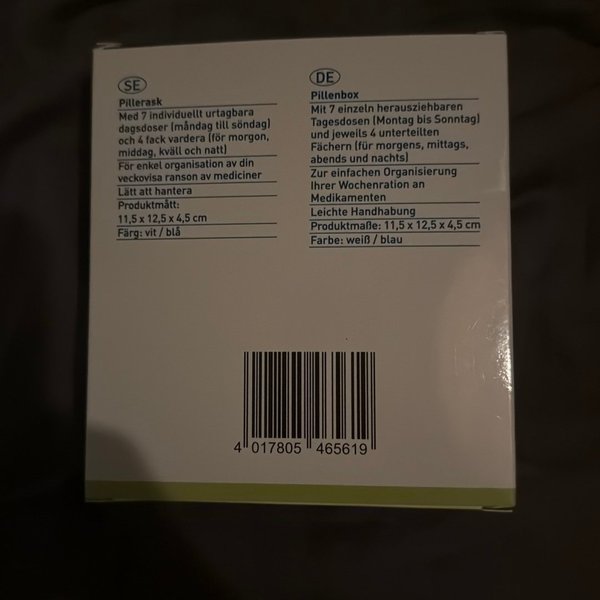 SE
Pillerask
Med 7 individuellt urtagbara
dagsdoser (måndag till söndag)
och 4 fack vardera (för morgon,
middag, kväll och natt)
För enkel organisation av din
veckovisa ranson av mediciner
Lätt att hantera
Produktmått:
11,5 x 12,5 x 4,5 cm
Färg: vit / blå
DE
Pillenbox
Mit 7 einzeln herausziehbaren
Tagesdosen (Montag bis Sonntag)
und jeweils 4 unterteilten
Fächern (für morgens, mittags,
abends und nachts)
Zur einfachen Organisierung
Ihrer Wochenration an
Medikamenten
Leichte Handhabung
Produktmaße: 11,5 x 12,5 x 4,5 cm
Farbe: weiß / blau
4 017805 465619